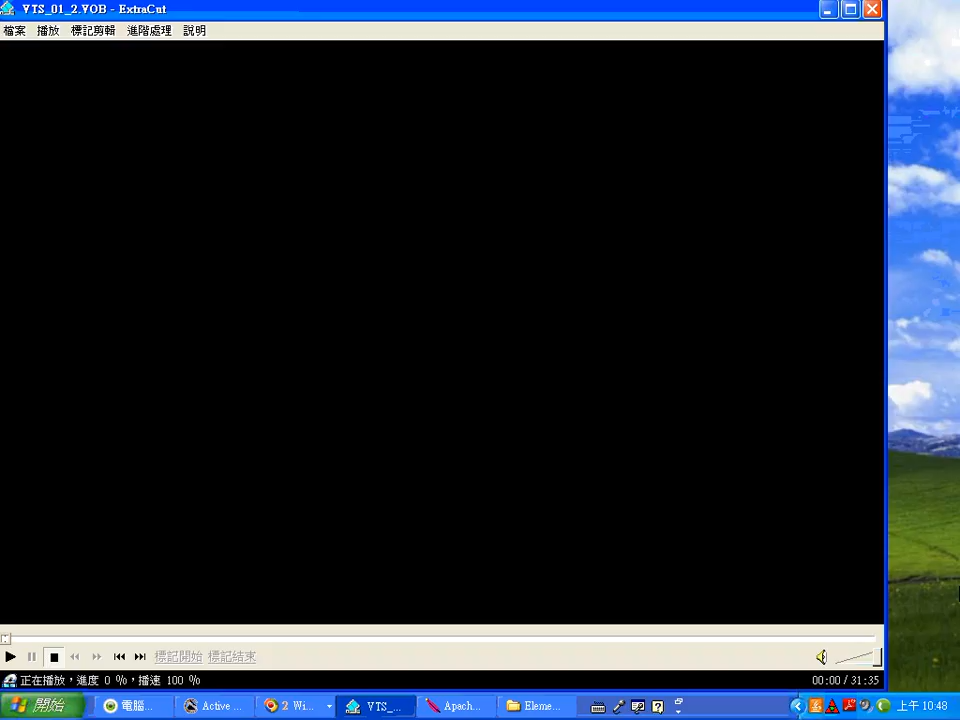 VTS_01_2.VOB - ExtraCut
檔案 播放 標記剪輯 進階處理 說明
標記開始 標記結束
正在播放，進度 0 %，播速 100 % 00:00 / 31:35
開始 電腦... Active ... 2 Wi... VTS_... Apach... Eleme... 上午 10:48